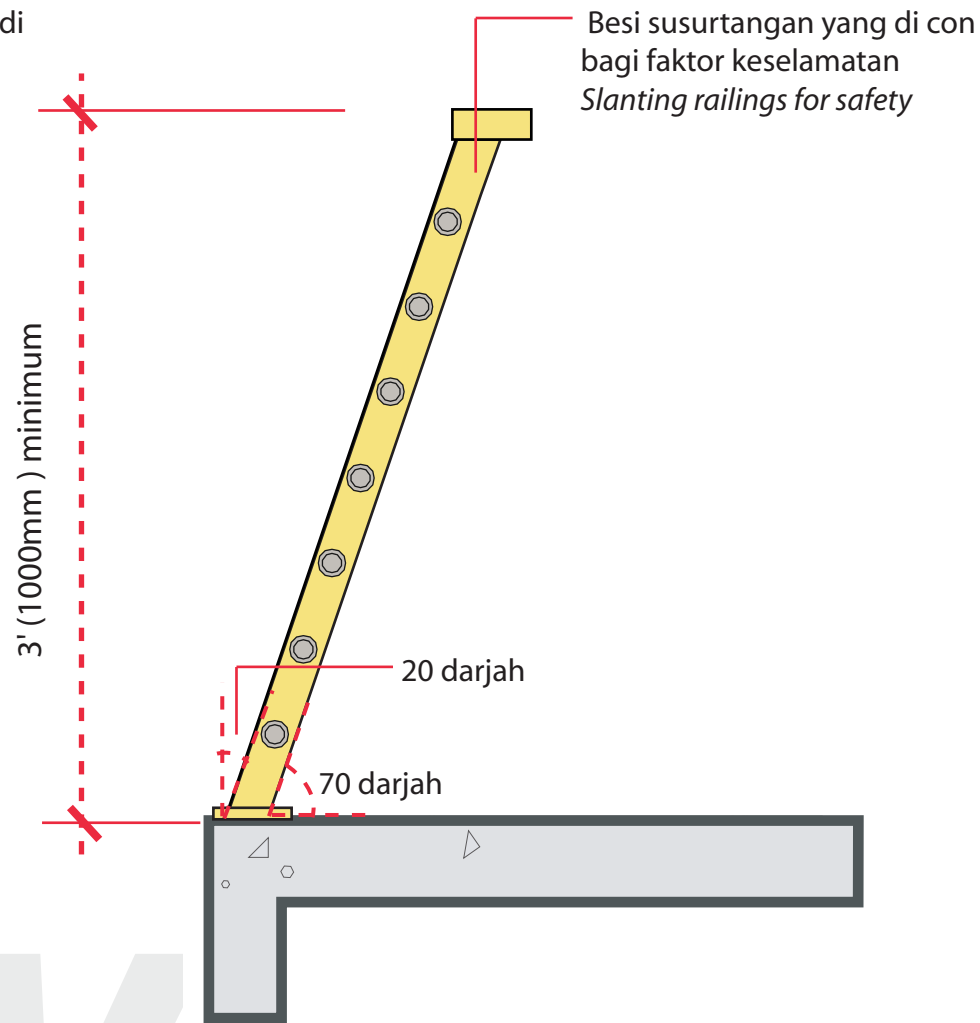 di
Besi susurtangan yang di con
bagi faktor keselamatan
Slanting railings for safety
3' (1000mm ) minimum
20 darjah
70 darjah